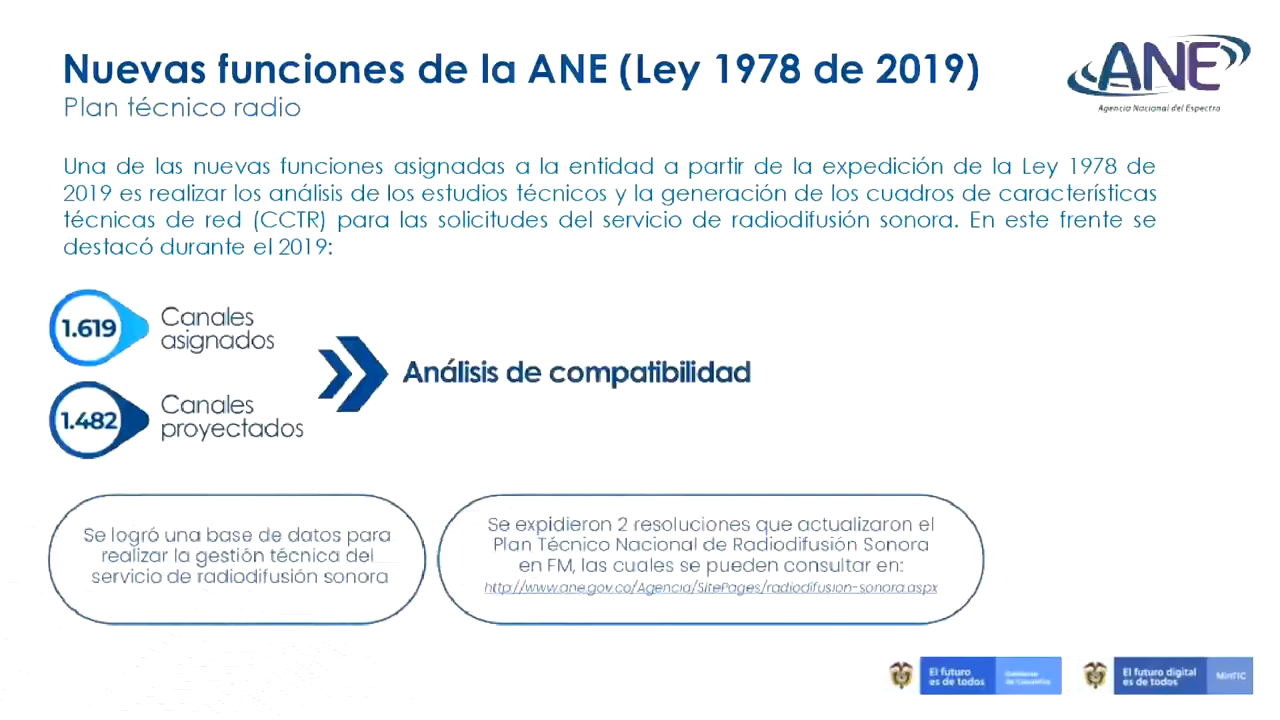 Nuevas funciones de la ANE (Ley 1978 de 2019)
Plan técnico radio
ANE
Agencia Nacional del Espectro
Una de las nuevas funciones asignadas a la entidad a partir de la expedición de la Ley 1978 de
2019 es realizar los análisis de los estudios técnicos y la generación de los cuadros de características
técnicas de red (CCTR) para las solicitudes del servicio de radiodifusión sonora. En este frente se
destacó durante el 2019:
1.619
Canales
asignados
1.482
Canales
proyectados
Análisis de compatibilidad
Se logró una base de datos para
realizar la gestión técnica del
servicio de radiodifusión sonora
Se expidieron 2 resoluciones que actualizaron el
Plan Técnico Nacional de Radiodifusión Sonora
en FM, las cuales se pueden consultar en:
http://www.ane.gov.co/Agencia/SitePages/radiodifusion-sonora.aspx
El futuro
es de todos
Gobierno
de Colombia
El futuro digital
es de todos
MinTIC